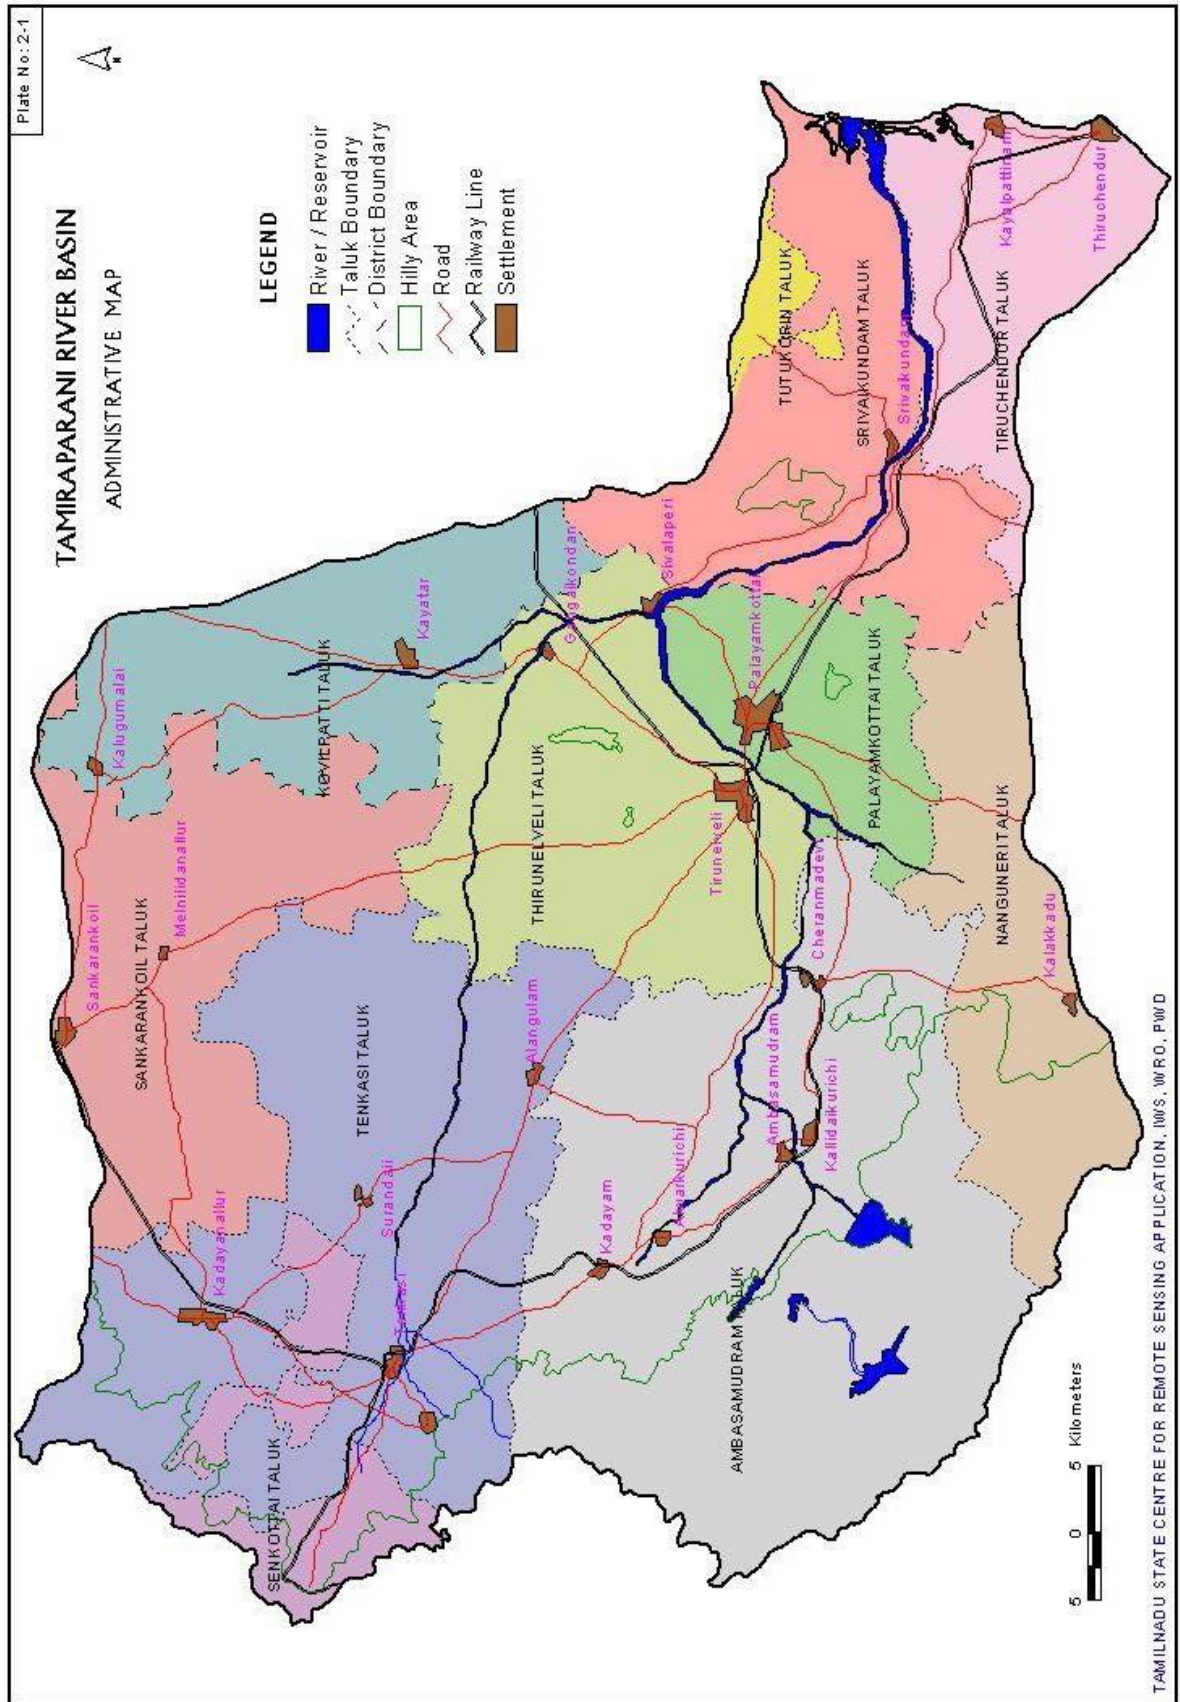 Plate No: 2-1
TAMIRAPARANI RIVER BASIN
ADMINISTRATIVE MAP
N
LEGEND
River / Reservoir
Taluk Boundary
District Boundary
Hilly Area
Road
Railway Line
Settlement
Kalugumalai
Sankarankoil
Melnilidanallur
SANKARANKOIL TALUK
KOVILPATTI TALUK
Kayatar
Kadayanallur
TENKASI TALUK
Surandaii
Tenkasi
SENKOTTAI TALUK
THIRUNELVELI TALUK
Gangaikondan
Alangulam
Sivalaperi
Kadayam
Alwarkurichi
Tirunelveli
Palayamkottai
TUTUKORIN TALUK
SRIVAIKUNDAM TALUK
Srivaikundam
AMBASAMUDRAM TALUK
Ambasamudram
Kallidaikurichi
Cheranmadevi
PALAYAMKOTTAI TALUK
NANGUNERI TALUK
Kalakkadu
TIRUCHENDUR TALUK
Kayalpattinam
Thiruchendur
5 0 5 Kilometers
TAMILNADU STATE CENTRE FOR REMOTE SENSING APPLICATION, IWS, WRO, PWD